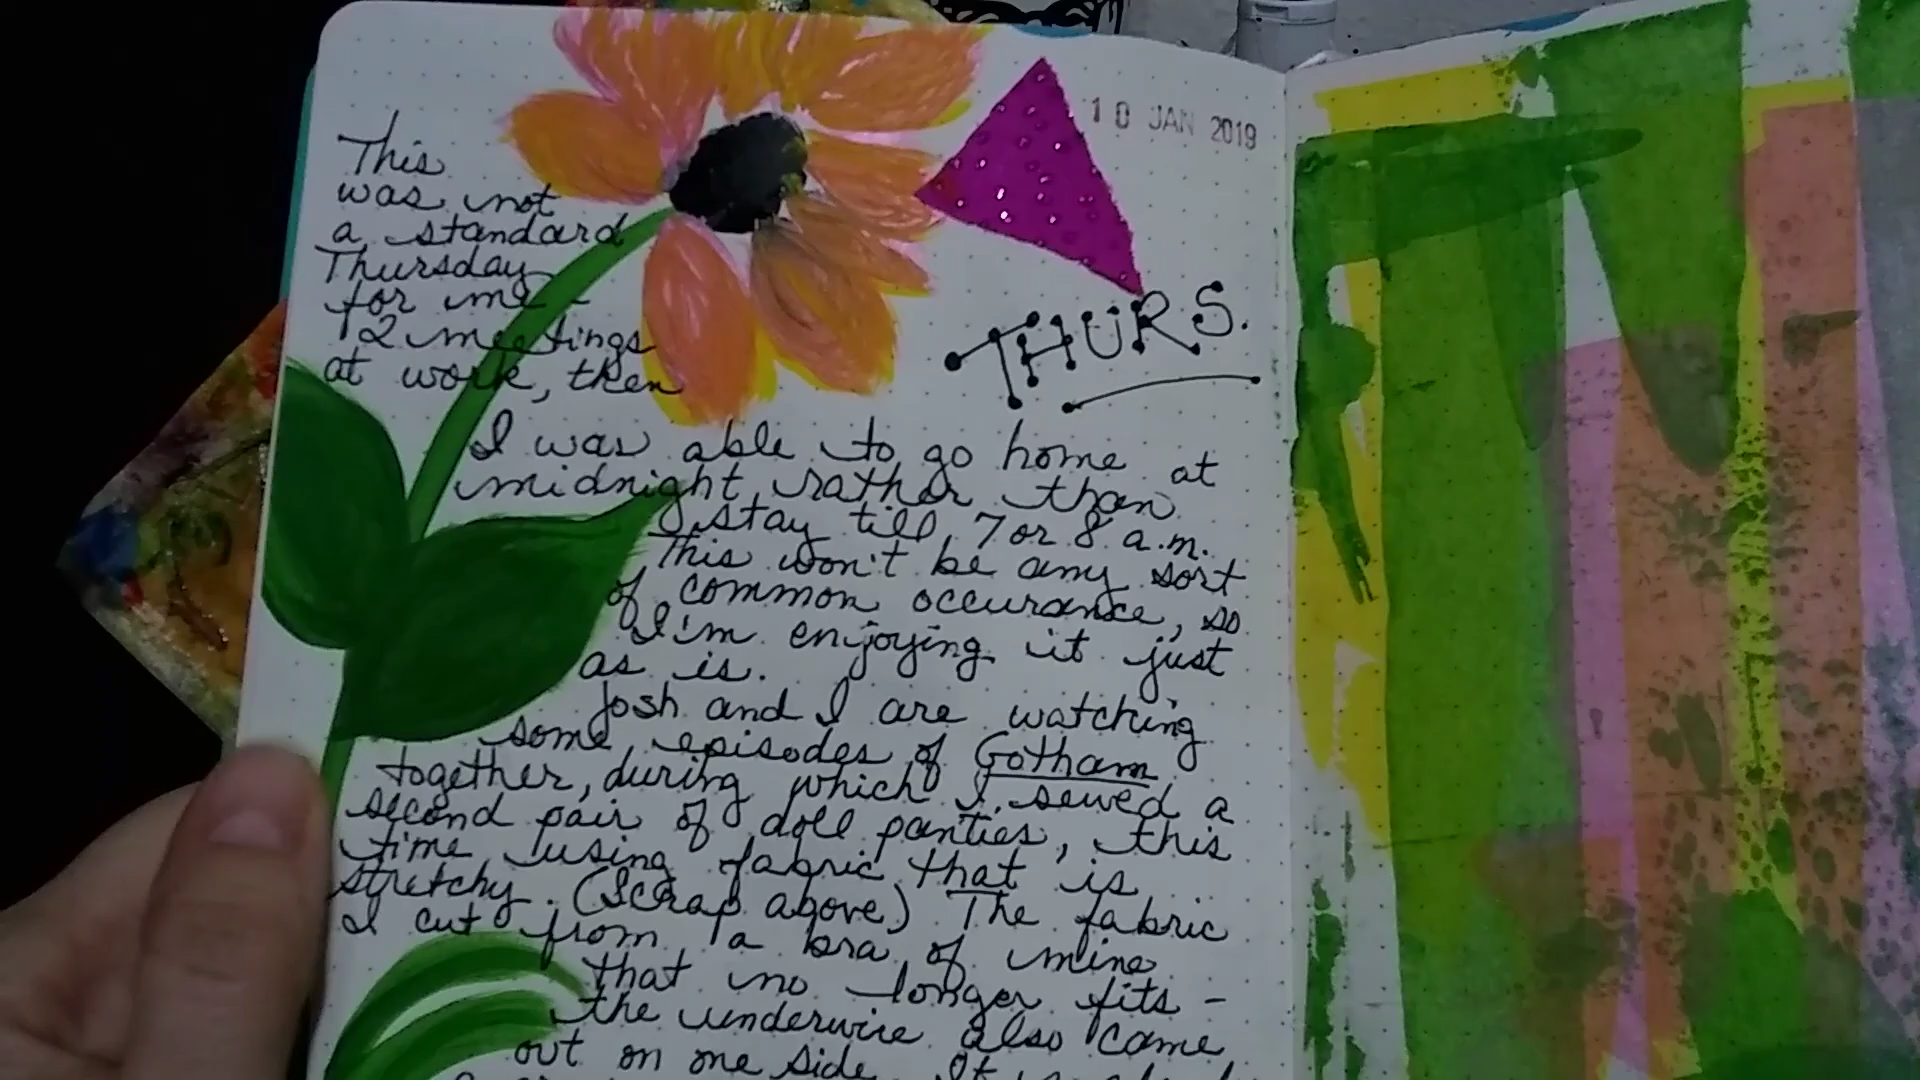 10 JAN 2019
THURS.
This
was not
a standard
Thursday
for me -
2 meetings
at work, then
I was able to go home at
midnight rather than
stay till 7 or 8 a.m.
This won't be any sort
of common occurance, so
I'm enjoying it just
as is.
Josh and I are watching
some episodes of Gotham
together, during which I sewed a
second pair of doll panties, this
time using fabric that is
stretchy. (Scrap above) The fabric
I cut from a bra of mine
that no longer fits -
the underwire also came
out on one side. It